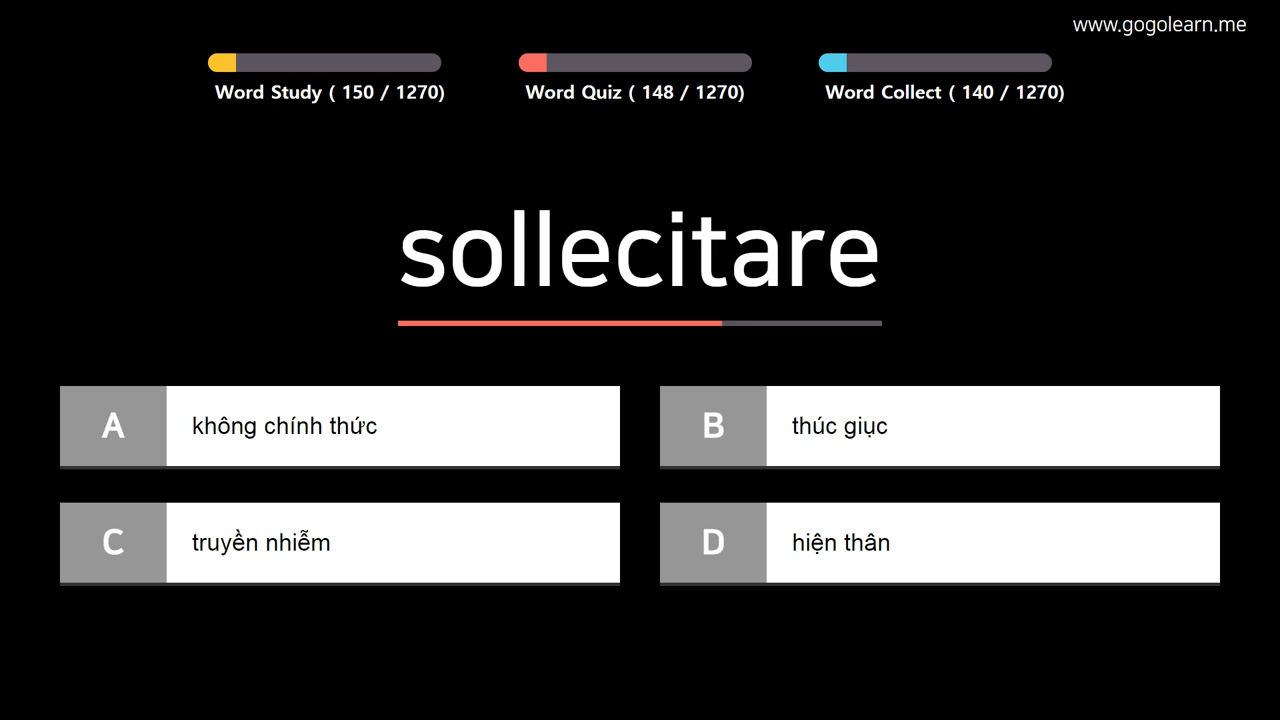 www.gogolearn.me
Word Study ( 150 / 1270)
Word Quiz ( 148 / 1270)
Word Collect ( 140 / 1270)
sollecitare
A
không chính thức
B
thúc giục
C
truyền nhiễm
D
hiện thân